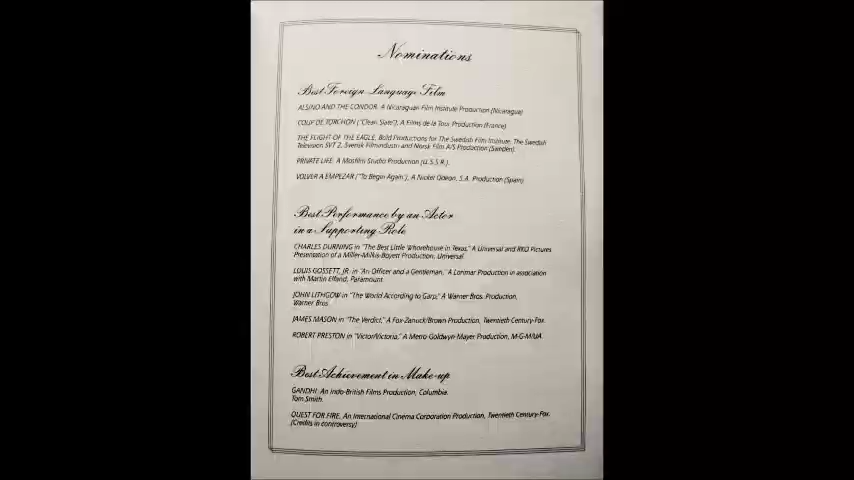 Nominations
Best Foreign Language Film
ALSINO AND THE CONDOR. A Nicaraguan Film Institute Production (Nicaragua)
COUP DE TORCHON ("Clean Slate"), A Films de la Tour Production (France)
THE FLIGHT OF THE EAGLE, Bold Productions for The Swedish Film Institute, The Swedish
Television SVT 2, Svensk Filmindustri and Norsk Film A/S Production (Sweden).
PRIVATE LIFE. A Mosfilm Studio Production (U.S.S.R.).
VOLVER A EMPEZAR ("To Begin Again"), A Nickel Odeon, S.A. Production (Spain)
Best Performance by an Actor
in a Supporting Role
CHARLES DURNING in "The Best Little Whorehouse in Texas," A Universal and RKO Pictures
Presentation of a Miller-Milkis-Boyett Production, Universal.
LOUIS GOSSETT, JR. in "An Officer and a Gentleman," A Lorimar Production in association
with Martin Elfand, Paramount.
JOHN LITHGOW in "The World According to Garp," A Warner Bros. Production,
Warner Bros.
JAMES MASON in "The Verdict," A Fox-Zanuck/Brown Production, Twentieth Century-Fox.
ROBERT PRESTON in "Victor/Victoria," A Metro-Goldwyn-Mayer Production, M-G-M/UA.
Best Achievement in Make-up
GANDHI. An Indo-British Films Production, Columbia.
Tom Smith.
QUEST FOR FIRE. An International Cinema Corporation Production, Twentieth Century-Fox.
(Credits in controversy)